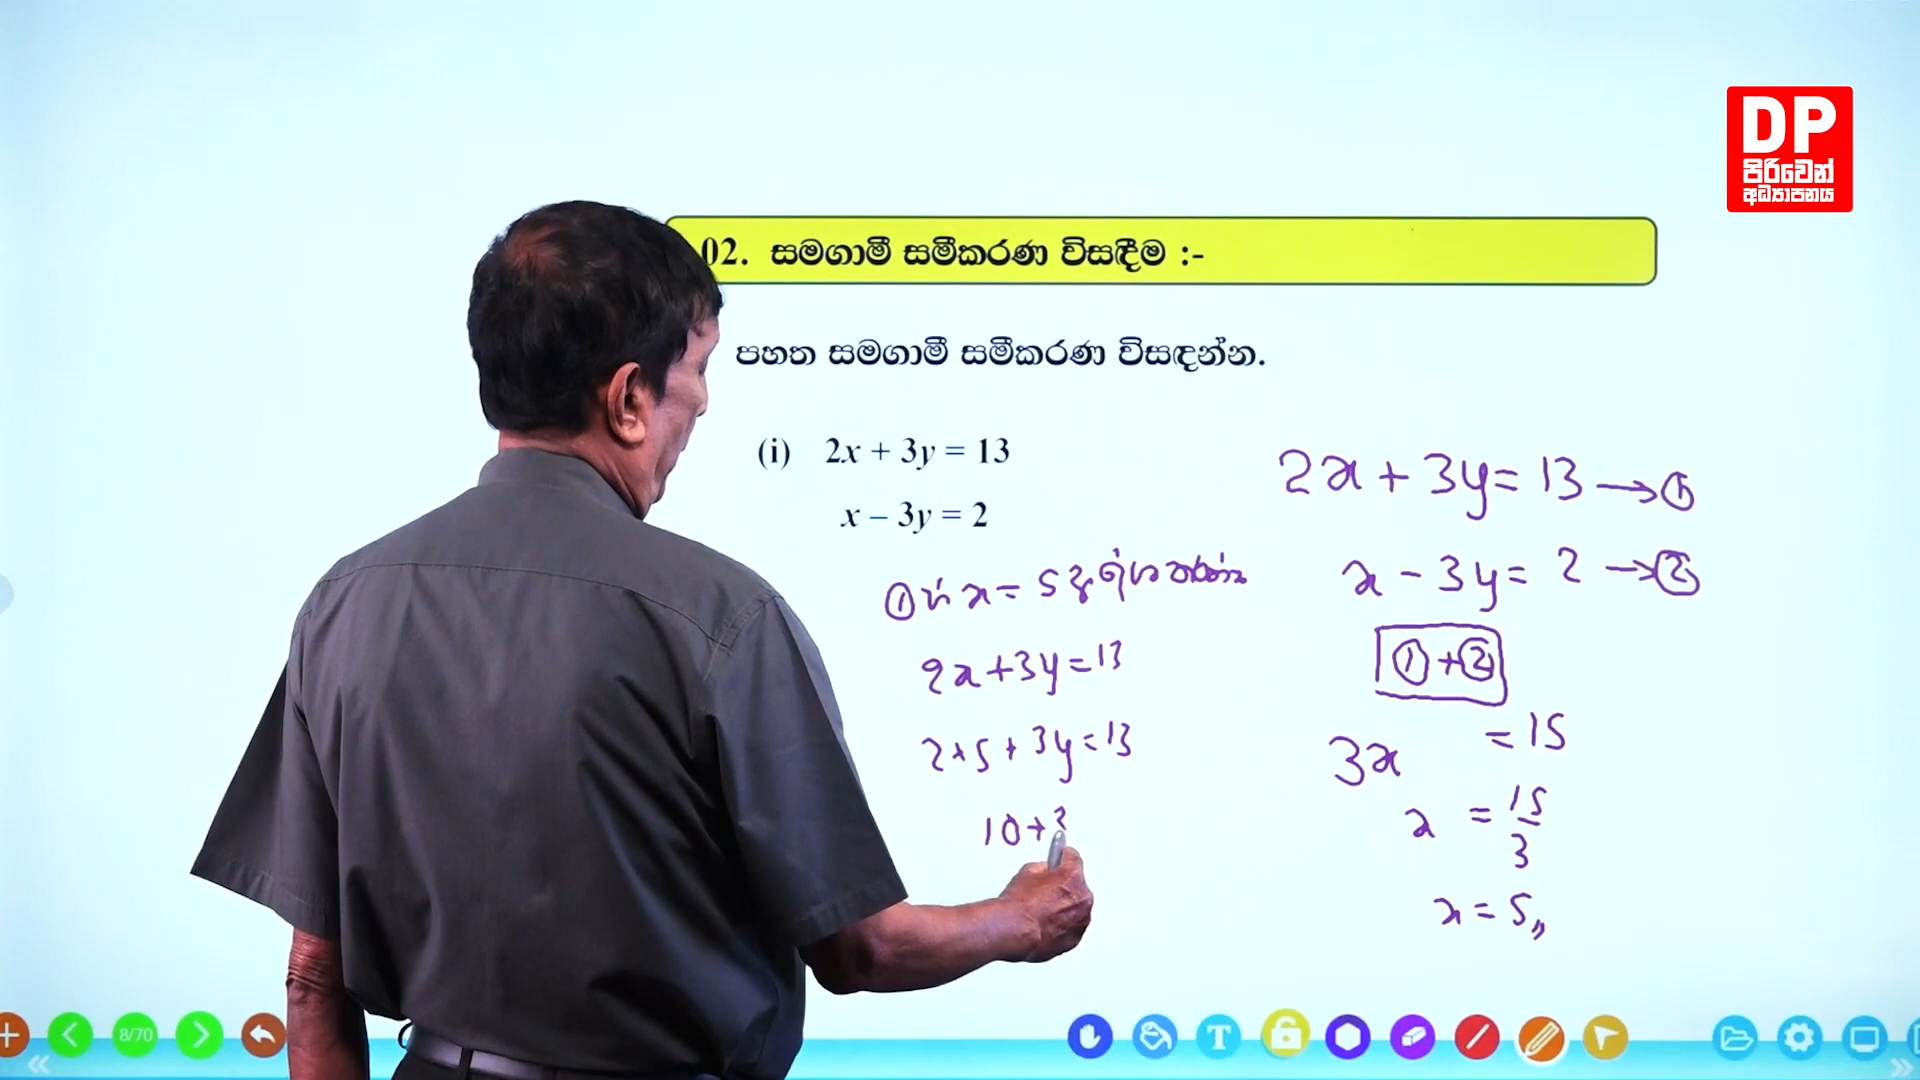 DP
පිරිවෙන්
අධ්‍යාපනය
02. සමගාමී සමීකරණ විසඳීම :-
පහත සමගාමී සමීකරණ විසඳන්න.
(i) 2x + 3y = 13
x – 3y = 2
① න් x = 5
2x + 3y = 13
2 × 5 + 3y = 13
10 + 3
2x + 3y = 13 → ①
x - 3y = 2 → ②
① + ②
3x = 15
x = 15/3
x = 5,,
8/70
T